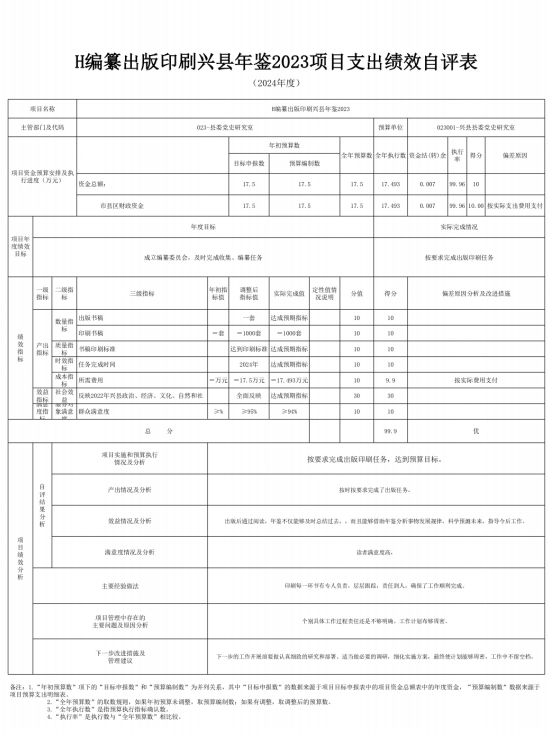 H编纂出版印刷兴县年鉴2023项目支出绩效自评表
（2024年度）
项目名称 H编纂出版印刷兴县年鉴2023
主管部门及代码 023-县委党史研究室 预算单位 023001-兴县县委党史研究室
项目资金预算安排及执行进度（万元） 年初预算数 全年预算数 全年执行数 资金结(转)余 执行率 得分 偏差原因
目标申报数 预算编制数
资金总额: 17.5 17.5 17.5 17.493 0.007 99.96 10
市县区财政资金 17.5 17.5 17.5 17.493 0.007 99.96 10.00 按实际支出费用支付
项目年度绩效目标 年度目标 实际完成情况
成立编纂委员会，及时完成收集、编纂任务 按要求完成出版印刷任务
绩效指标 一级指标 二级指标 三级指标 年初指标值 调整后指标值 实际完成值 定性值情况说明 分值 得分 偏差原因分析及改进措施
产出指标 数量指标 出版书稿 一套 达成预期指标 10 10
印刷书稿 =套 =1000套 =1000套 10 10
质量指标 书稿印刷标准 达到印刷标准 达成预期指标 10 10
时效指标 任务完成时间 2024年 达成预期指标 10 10
成本指标 所需费用 =万元 =17.5万元 =17.493万元 10 9.9 按实际费用支付
效益指标 社会效益 反映2022年兴县政治、经济、文化、自然和社 全面反映 达成预期指标 30 30
满意度指标 服务对象满意度 群众满意度 ≥% ≥95% ≥94% 10 10
总 分 99.9 优
项目绩效分析 自评结果分析 项目实施和预算执行情况及分析 按要求完成出版印刷任务，达到预算目标。
产出情况及分析 按时按要求完成了出版任务。
效益情况及分析 出版后通过阅读，年鉴不仅能够及时总结过去，，而且能够借助年鉴分析事物发展规律，科学预测未来，指导今后工作。
满意度情况及分析 读者满意度高。
主要经验做法 印刷每一环书有专人负责，层层跟踪，责任到人，确保了工作顺利完成。
项目管理中存在的主要问题及原因分析 个别具体工作过程责任还是不够明确，工作计划有够周密。
下一步改进措施及管理建议 下一步的工作开展前要做认真细致的研究和部署，适当做必要的调研，细化实施方案，最终使计划能够周密，工作中不留空档。
备注：1.“年初预算数”项下的“目标申报数”和“预算编制数”为并列关系，其中“目标申报数”的数据来源于项目目标申报表中的项目资金总额表中的年度资金，“预算编制数”数据来源于
项目预算支出明细表。
2.“全年预算数”的取数规则，如果年初预算未调整，取预算编制数；如果有调整，取调整后的预算数。
3.“全年执行数”是指预算执行指标确认数。
4.“执行率”是执行数与“全年预算数”相比较。